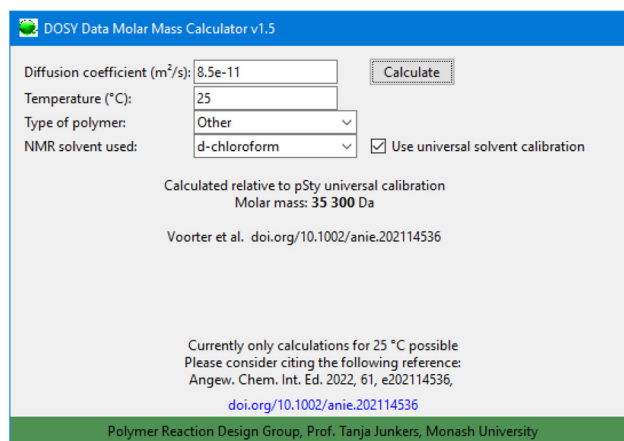 DOSY Data Molar Mass Calculator v1.5
Diffusion coefficient (m²/s): 8.5e-11 Calculate
Temperature (°C): 25
Type of polymer: Other
NMR solvent used: d-chloroform Use universal solvent calibration
Calculated relative to pSty universal calibration
Molar mass: 35 300 Da
Voorter et al. doi.org/10.1002/anie.202114536
Currently only calculations for 25 °C possible
Please consider citing the following reference:
Angew. Chem. Int. Ed. 2022, 61, e202114536,
doi.org/10.1002/anie.202114536
Polymer Reaction Design Group, Prof. Tanja Junkers, Monash University